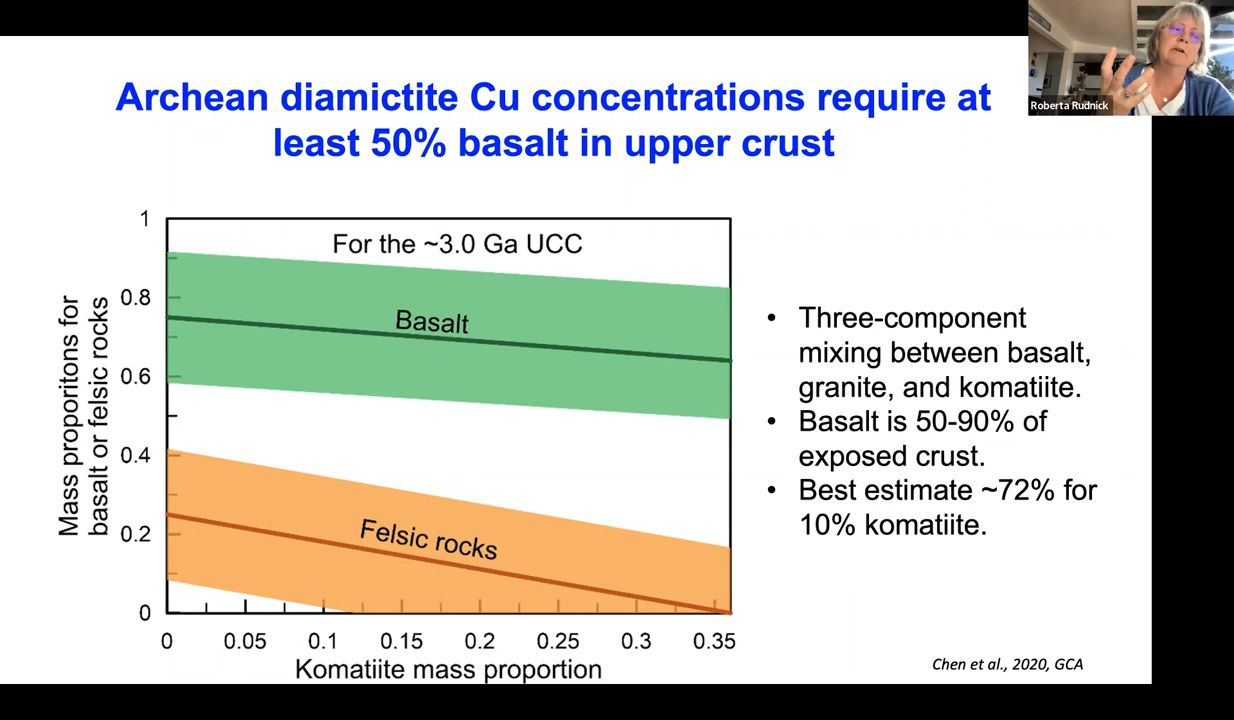 Roberta Rudnick
Archean diamictite Cu concentrations require at
least 50% basalt in upper crust
For the ~3.0 Ga UCC
Basalt
Felsic rocks
Mass proporitons for
basalt or felsic rocks
1
0.8
0.6
0.4
0.2
0
0 0.05 0.1 0.15 0.2 0.25 0.3 0.35
Komatiite mass proportion
• Three-component
mixing between basalt,
granite, and komatiite.
• Basalt is 50-90% of
exposed crust.
• Best estimate ~72% for
10% komatiite.
Chen et al., 2020, GCA